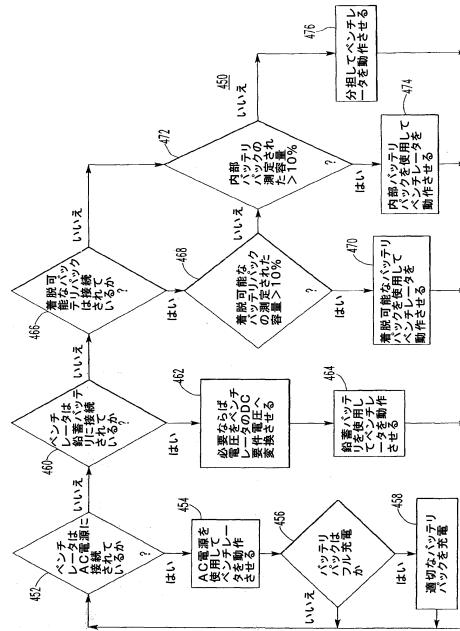 452
ベンチ
レータは
AC電源に
接続され
ているか
?
いいえ
はい
454
AC電源を
使用して
ベンチレー
タを動作
させる
456
バッテリ
パックは
フル充電
か
いいえ
はい
458
適切なバッテリ
パックを充電
460
ベンチ
レータは
鉛蓄バッテ
リに接続
されて
いるか
?
いいえ
はい
462
必要ならば
電圧をベンチ
レータのDC
要件電圧へ
変換させる
464
鉛蓄バッテ
リを使用し
てベンチレー
タを動作
させる
466
着脱可
能なバッ
テリパック
は接続
されて
いるか
?
いいえ
はい
468
着脱可能な
バッテリパック
の測定された
容量>10%
?
いいえ
はい
470
着脱可能なバッテリ
パックを使用して
ベンチレータを
動作させる
472
内部
バッテリ
パックの
測定され
た容量
>10%
?
いいえ
はい
450
474
内部バッテリ
パックを使用して
ベンチレータを
動作させる
476
分担してベンチレ
ータを動作させる